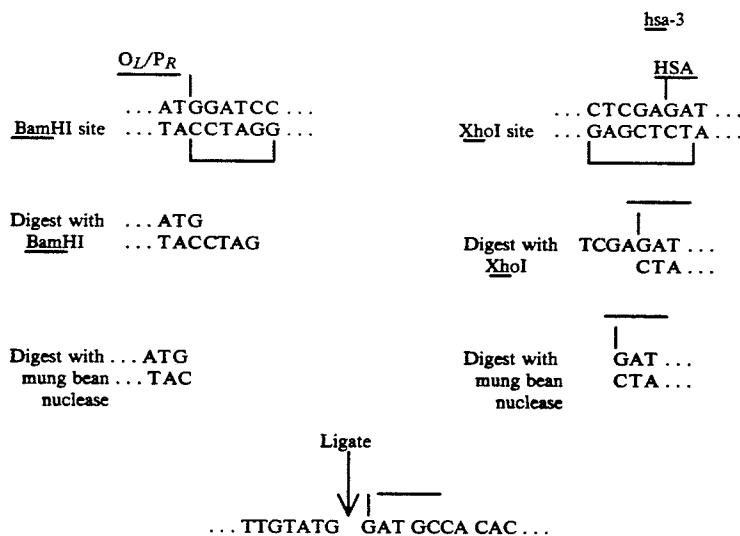 hsa-3
OL/PR
HSA
BamHI site
... ATGGATCC ...
... TACCTAGG ...
XhoI site
... CTCGAGAT ...
... GAGCTCTA ...
Digest with
BamHI
... ATG
... TACCTAG
Digest with
XhoI
TCGAGAT ...
CTA ...
Digest with
mung bean
nuclease
... ATG
... TAC
Digest with
mung bean
nuclease
GAT ...
CTA ...
Ligate
... TTGTATG GAT GCCA CAC ...